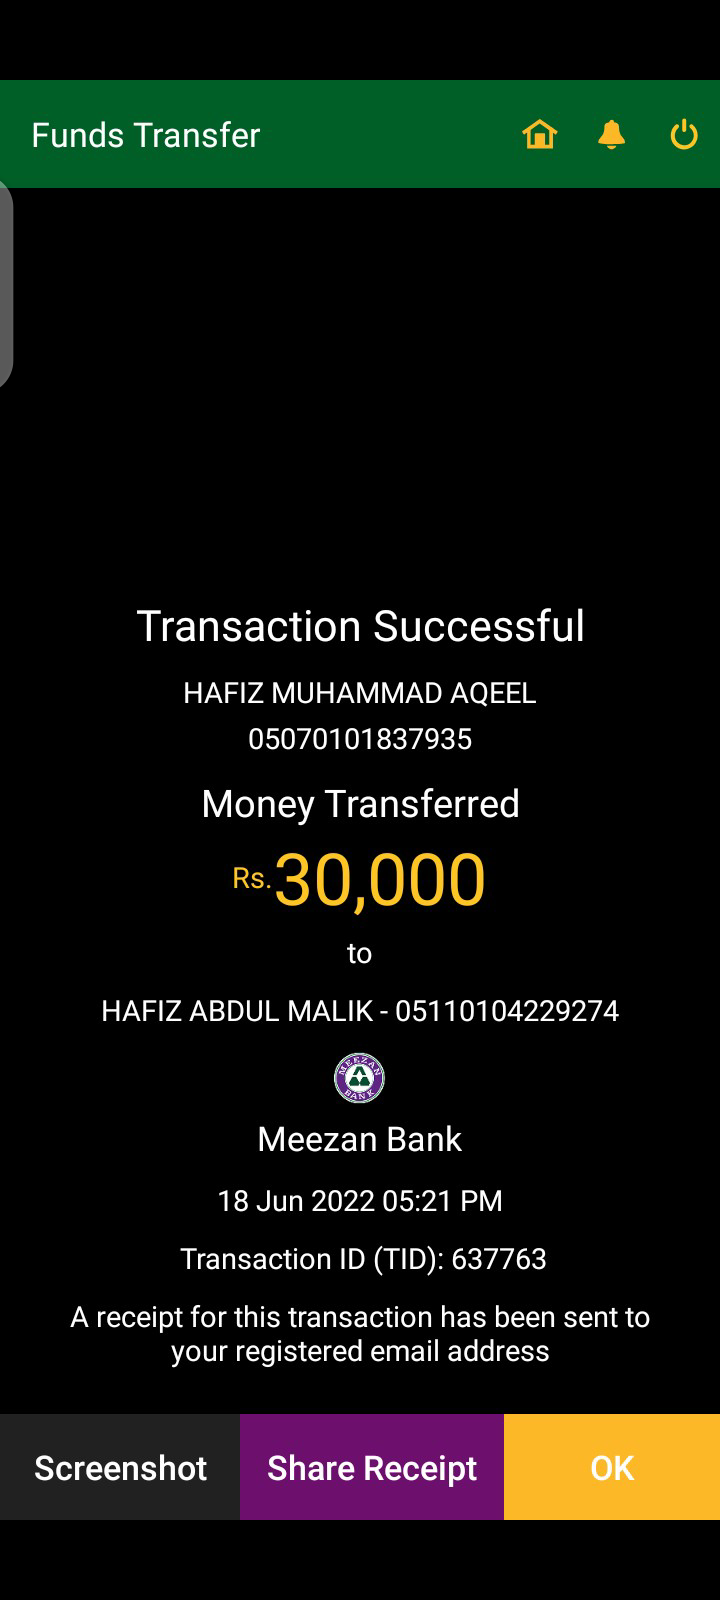 Funds Transfer
Transaction Successful
HAFIZ MUHAMMAD AQEEL
05070101837935
Money Transferred
Rs.30,000
to
HAFIZ ABDUL MALIK - 05110104229274
MEEZAN
BANK
Meezan Bank
18 Jun 2022 05:21 PM
Transaction ID (TID): 637763
A receipt for this transaction has been sent to
your registered email address
Screenshot Share Receipt OK